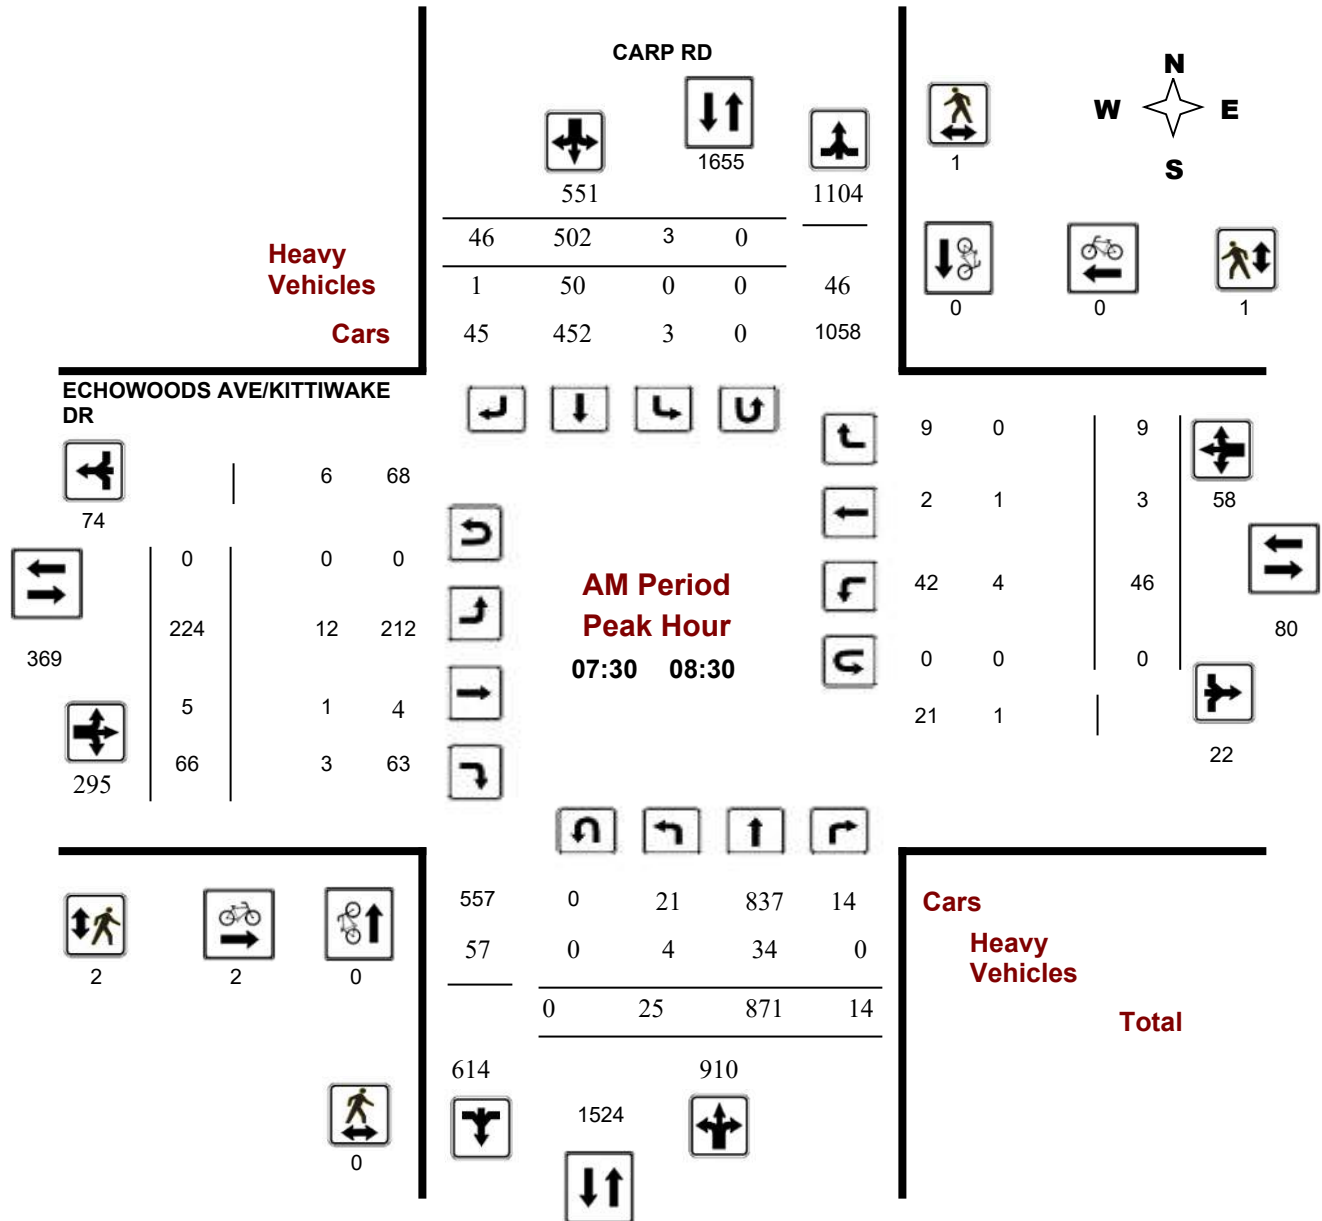 CARP RD
N
W E
S
1655
1
551 1104
46 502 3 0
Heavy
Vehicles
1 50 0 0 46
0 0 1
Cars
45 452 3 0 1058
ECHOWOODS AVE/KITTIWAKE
DR
9 0 9
6 68
2 1 3 58
74
0 0 0
AM Period
42 4 46
224 12 212
Peak Hour
80
369
07:30 08:30
0 0 0
5 1 4
21 1
22
66 3 63
295
557 0 21 837 14
Cars
57 0 4 34 0
Heavy
Vehicles
2 2 0
0 25 871 14
Total
614 910
1524
0